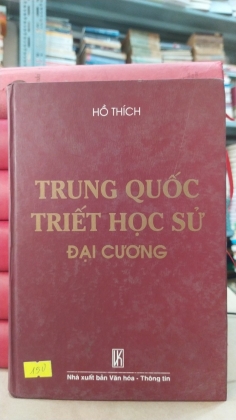 HỒ THÍCH
TRUNG QUỐC
TRIẾT HỌC SỬ
ĐẠI CƯƠNG
Nhà xuất bản Văn hóa - Thông tin